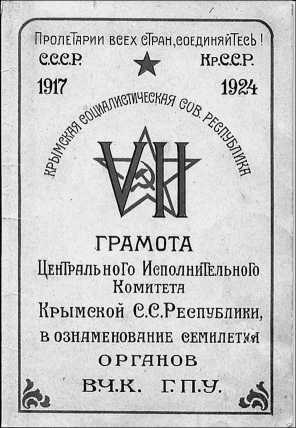 ПРОЛЕТАРИИ ВСЕХ СТРАН, СОЕДИНЯЙТЕСЬ!
С.С.С.Р. Кр.С.С.Р.
1917 1924
КРЫМСКАЯ СОЦИАЛИСТИЧЕСКАЯ СОВ. РЕСПУБЛИКА
VII
ГРАМОТА
Центрального Исполнительного
Комитета
Крымской С.С.Республики,
в ознаменование семилетия
органов
ВЧ.К. Г.П.У.